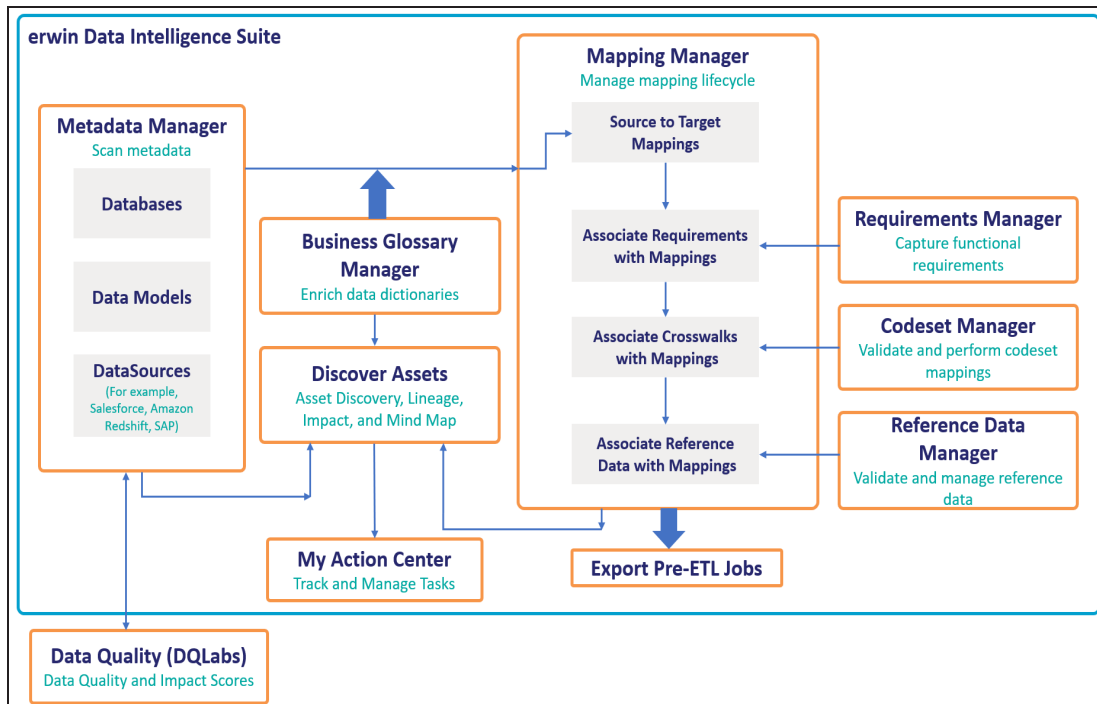 erwin Data Intelligence Suite
Metadata Manager
Scan metadata
Databases
Data Models
DataSources
(For example,
Salesforce, Amazon
Redshift, SAP)
Business Glossary
Manager
Enrich data dictionaries
Discover Assets
Asset Discovery, Lineage,
Impact, and Mind Map
My Action Center
Track and Manage Tasks
Mapping Manager
Manage mapping lifecycle
Source to Target
Mappings
Associate Requirements
with Mappings
Associate Crosswalks
with Mappings
Associate Reference
Data with Mappings
Export Pre-ETL Jobs
Requirements Manager
Capture functional
requirements
Codeset Manager
Validate and perform codeset
mappings
Reference Data
Manager
Validate and manage reference
data
Data Quality (DQLabs)
Data Quality and Impact Scores